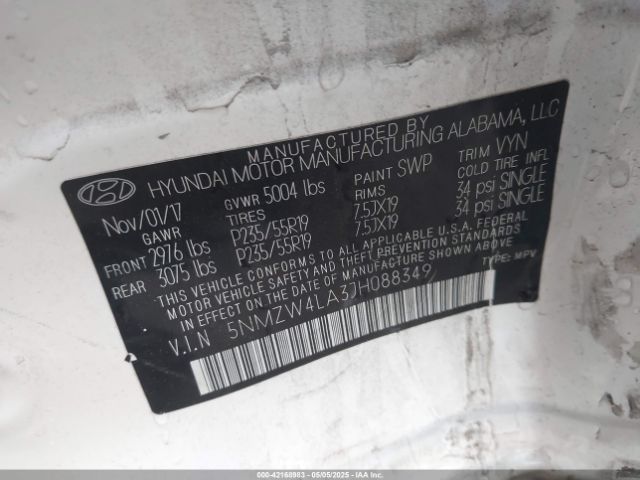 MANUFACTURED BY
HYUNDAI MOTOR MANUFACTURING ALABAMA, LLC
Nov/01/17 GVWR 5004 lbs PAINT SWP TRIM VYN
GAWR TIRES RIMS COLD TIRE INFL
FRONT 2976 lbs P235/55R19 7.5JX19 34 psi SINGLE
REAR 3075 lbs P235/55R19 7.5JX19 34 psi SINGLE
THIS VEHICLE CONFORMS TO ALL APPLICABLE U.S.A. FEDERAL
MOTOR VEHICLE SAFETY AND THEFT PREVENTION STANDARDS
IN EFFECT ON THE DATE OF MANUFACTURE SHOWN ABOVE.
V.I.N 5NMZW4LA3JH088349 TYPE: MPV
000-42168983 - 05/05/2025 - IAAI.COM